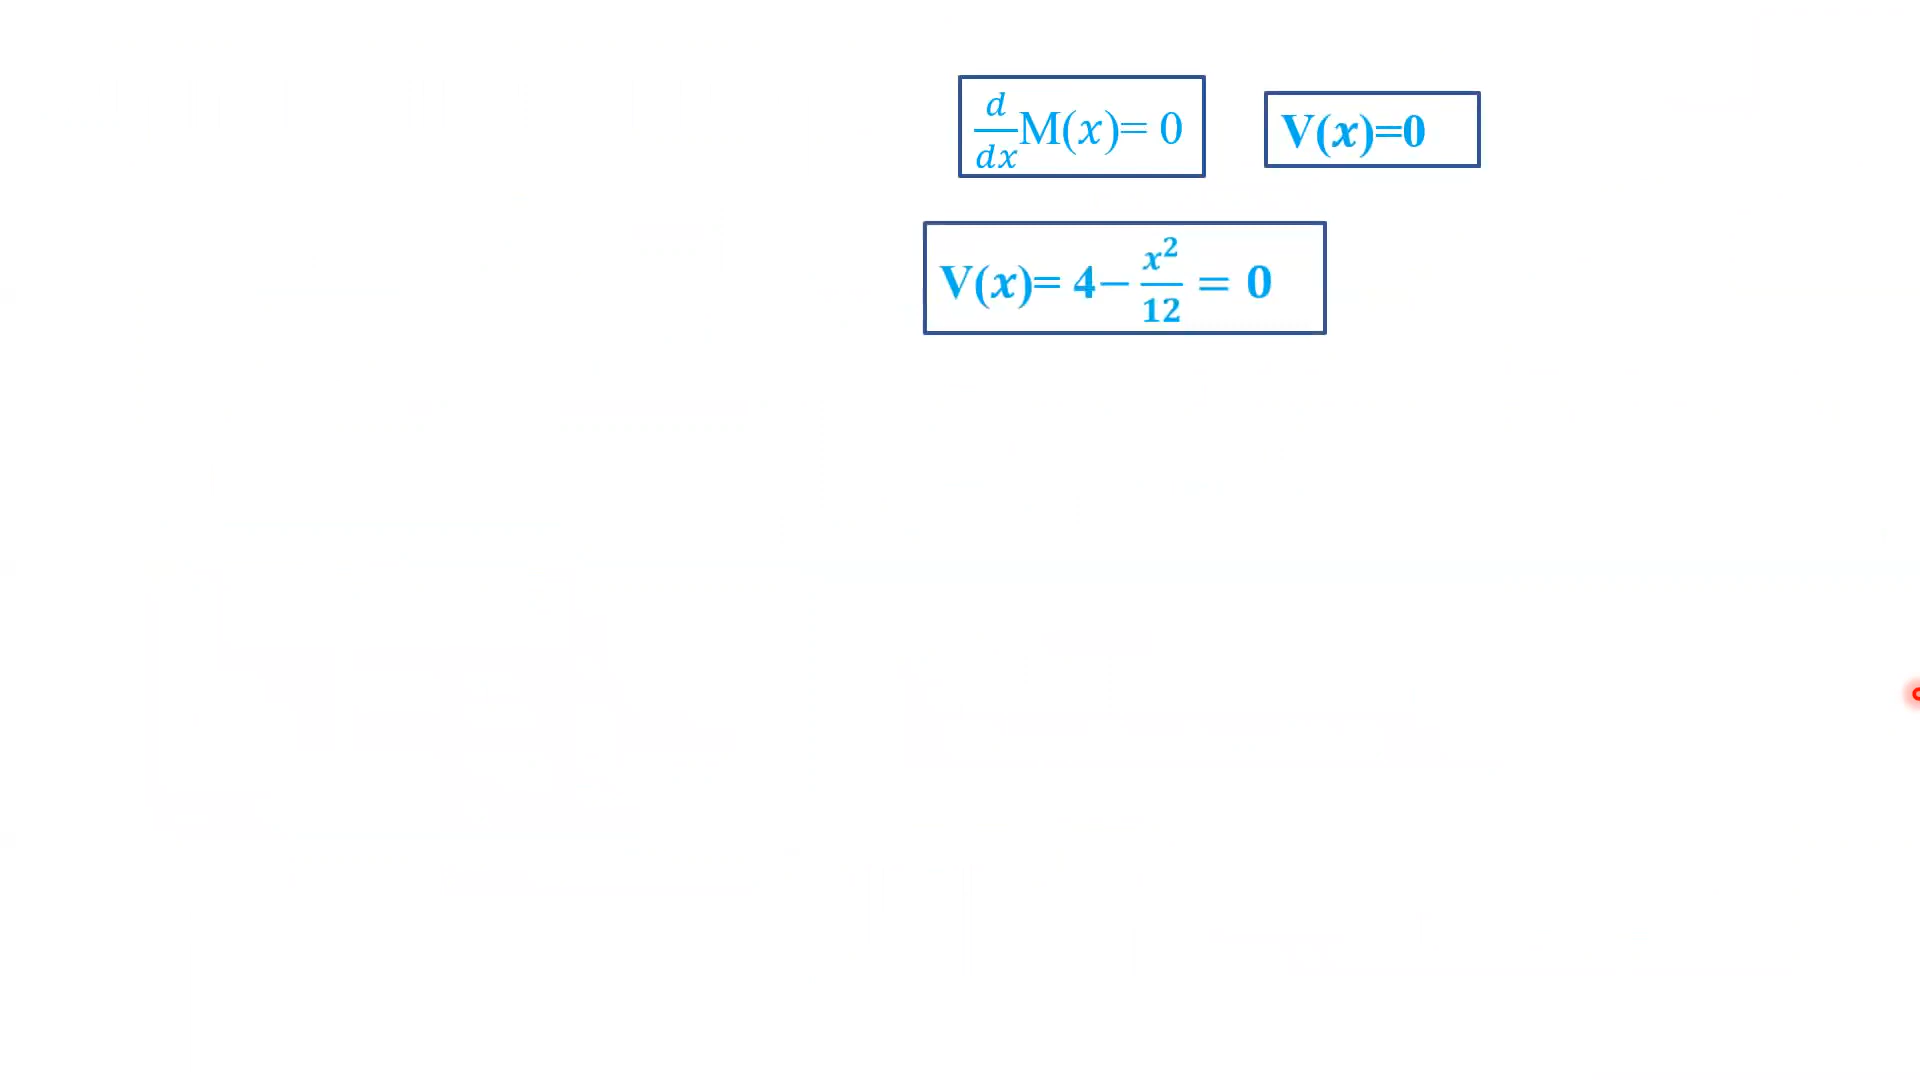 d/dx M(x)= 0
V(x)=0
V(x)= 4− x²/12 = 0